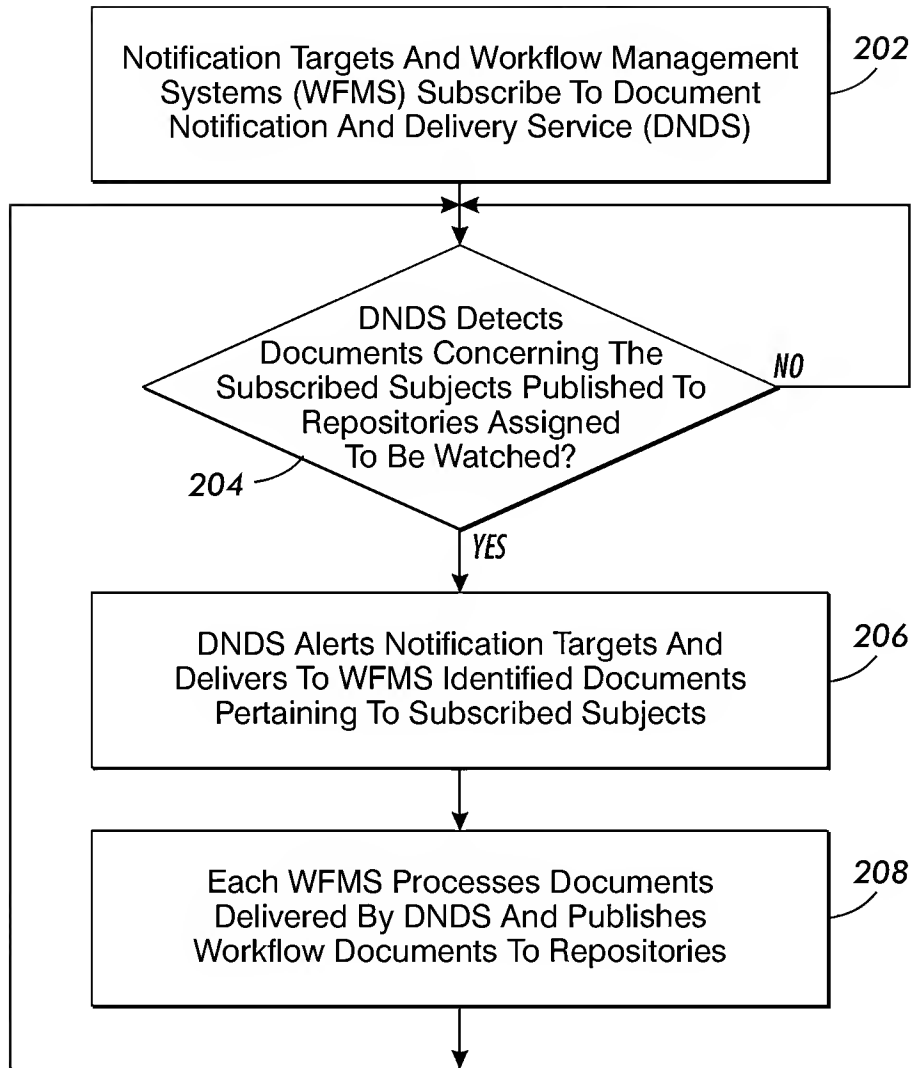 Notification Targets And Workflow Management
Systems (WFMS) Subscribe To Document
Notification And Delivery Service (DNDS)
202
DNDS Detects
Documents Concerning The
Subscribed Subjects Published To
Repositories Assigned
To Be Watched?
NO
204
YES
DNDS Alerts Notification Targets And
Delivers To WFMS Identified Documents
Pertaining To Subscribed Subjects
206
Each WFMS Processes Documents
Delivered By DNDS And Publishes
Workflow Documents To Repositories
208